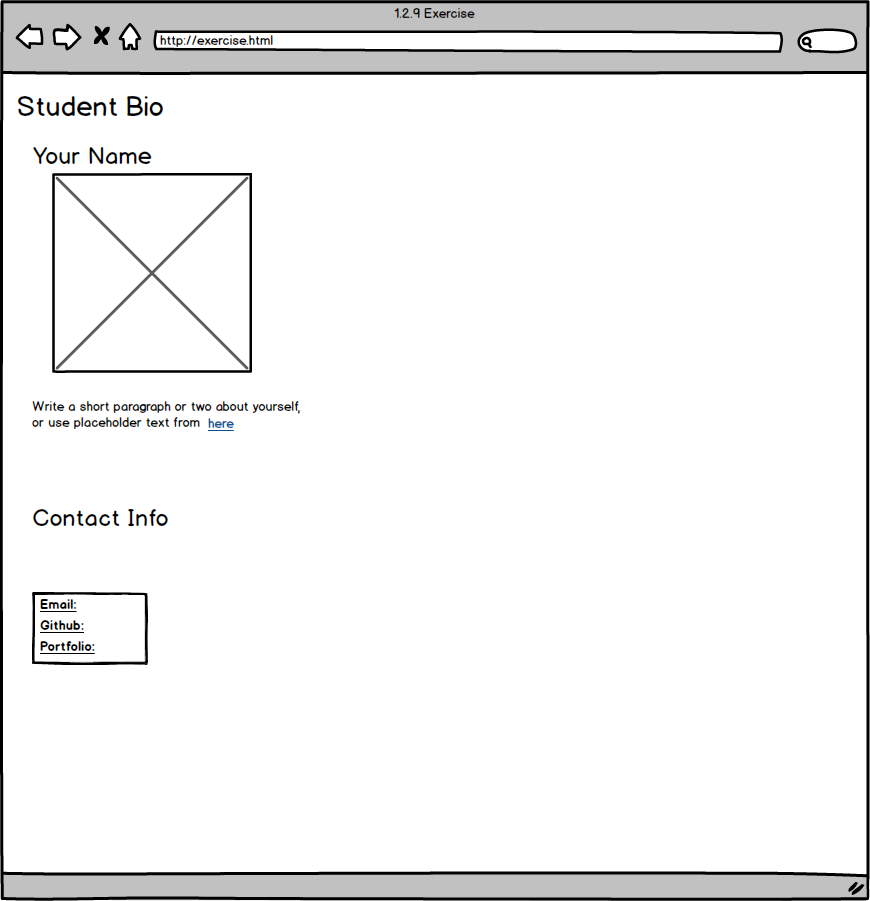 1.2.9 Exercise
http://exercise.html
Student Bio
Your Name
Write a short paragraph or two about yourself,
or use placeholder text from here
Contact Info
Email:
Github:
Portfolio: